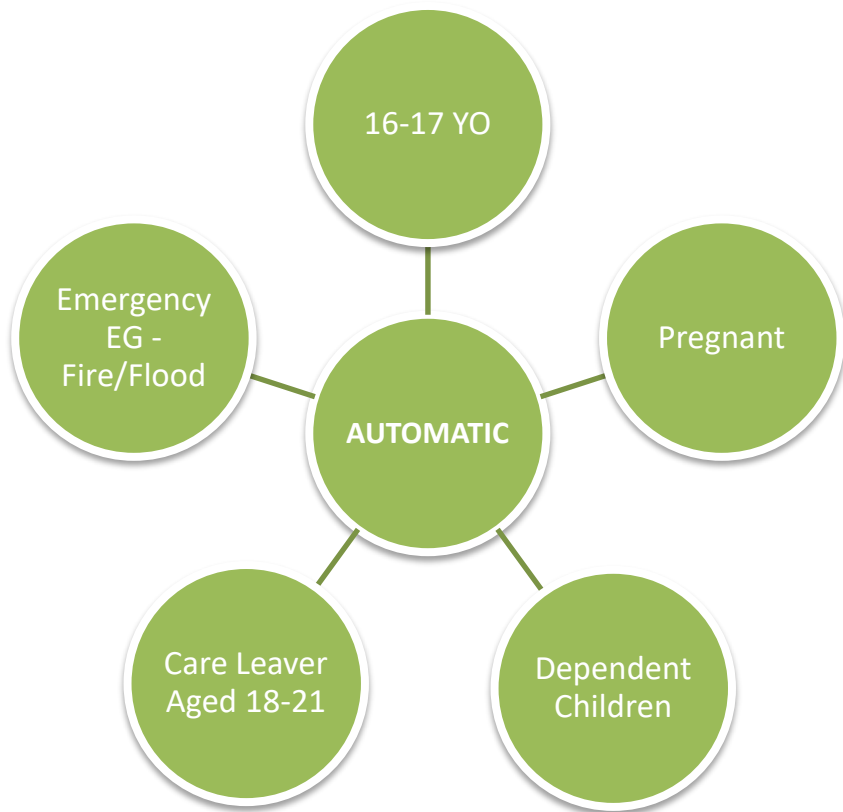 16-17 YO
Emergency
EG -
Fire/Flood
Pregnant
AUTOMATIC
Care Leaver
Aged 18-21
Dependent
Children